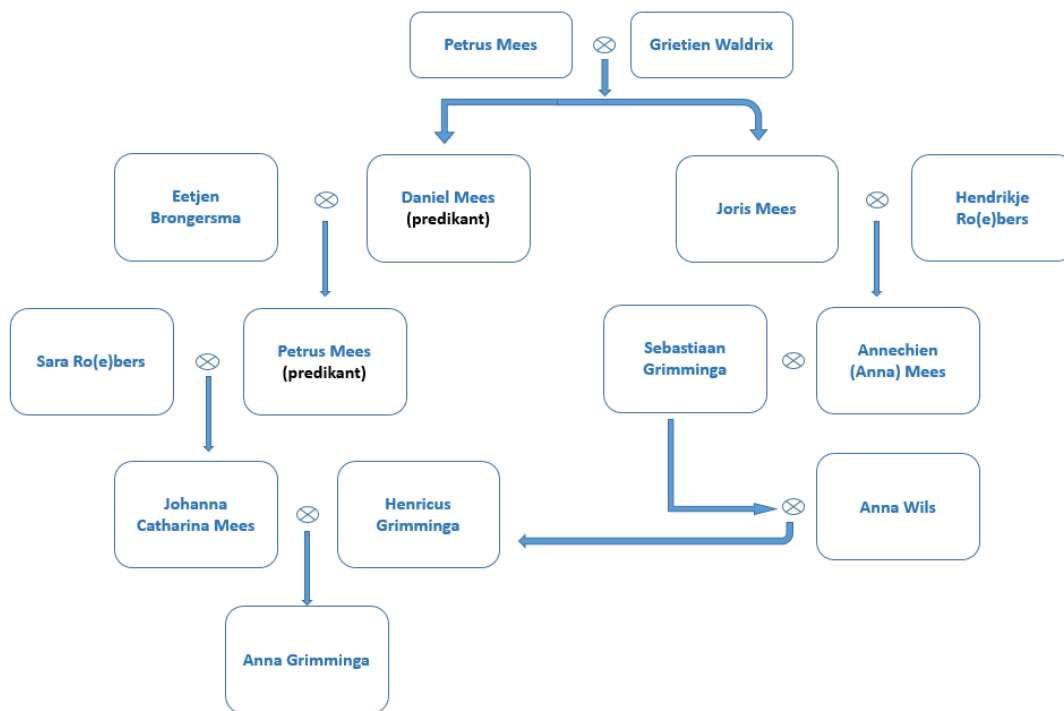 Petrus Mees
Grietien Waldrix
Eetjen
Brongersma
Daniel Mees
(predikant)
Joris Mees
Hendrikje
Ro(e)bers
Sara Ro(e)bers
Petrus Mees
(predikant)
Sebastiaan
Grimminga
Annechien
(Anna) Mees
Johanna
Catharina Mees
Henricus
Grimminga
Anna Wils
Anna Grimminga